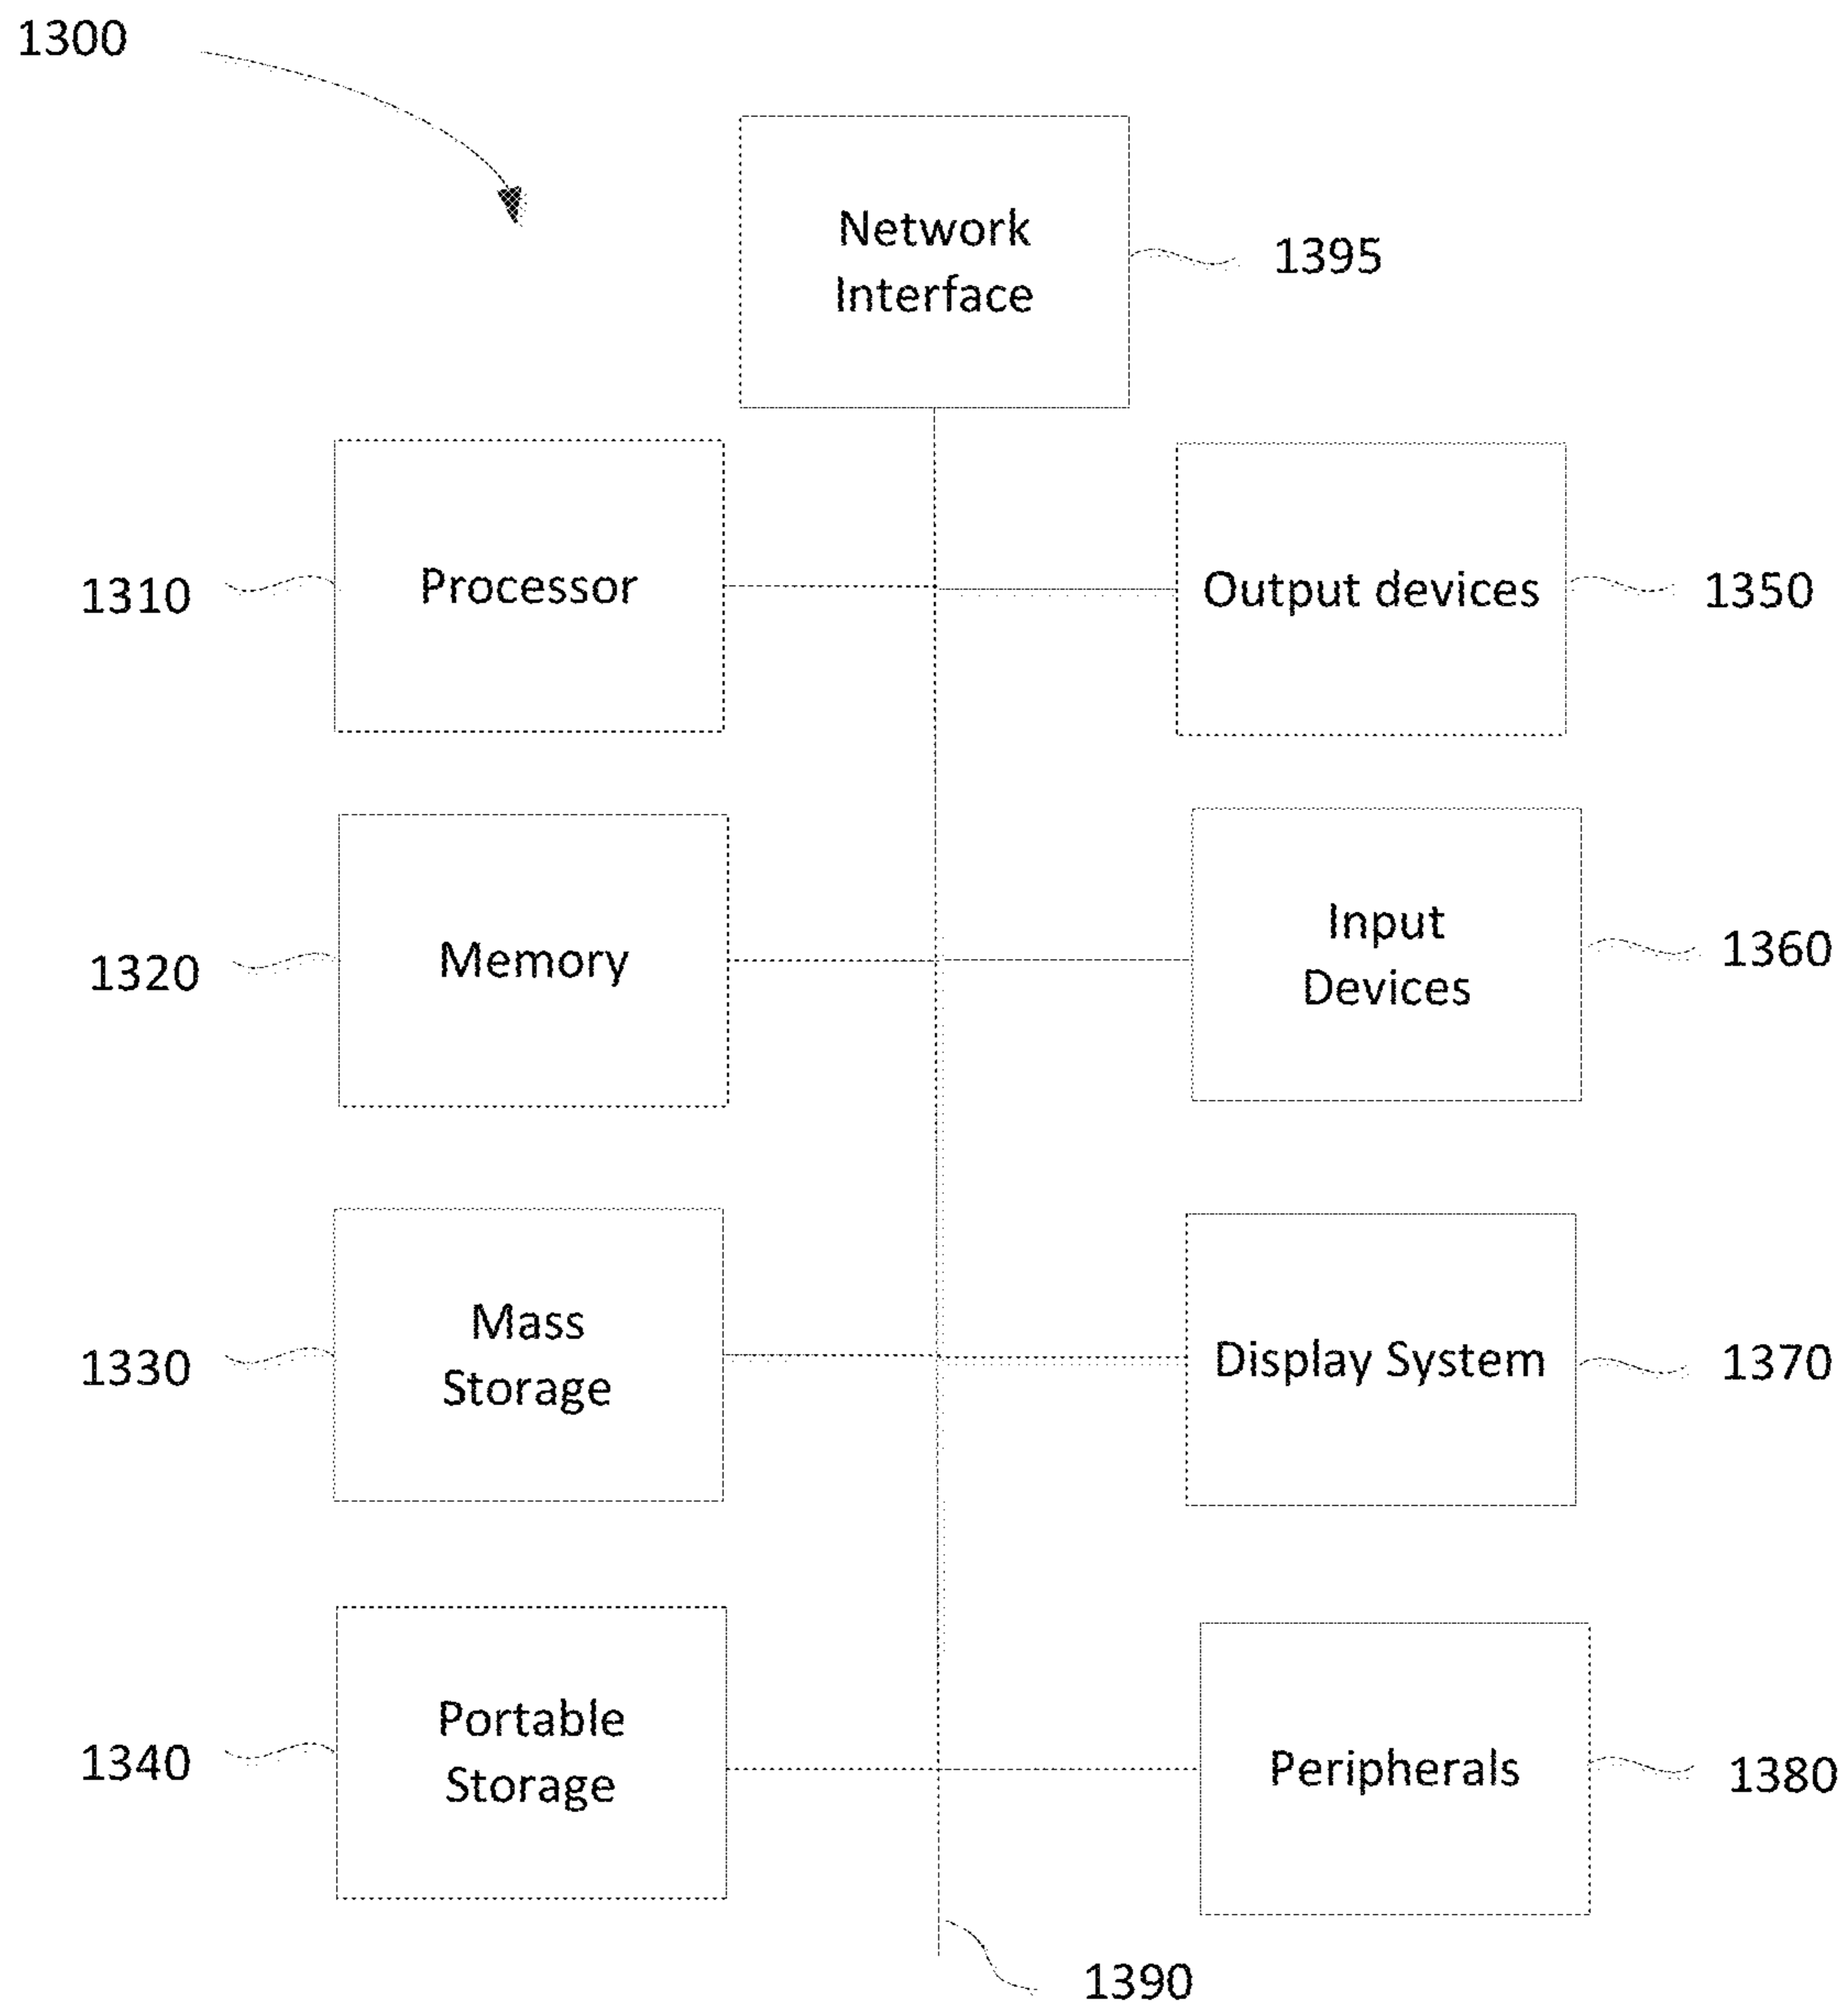 1300
Network
Interface
1395
1310
Processor
Output devices
1350
1320
Memory
Input
Devices
1360
1330
Mass
Storage
Display System
1370
1340
Portable
Storage
Peripherals
1380
1390